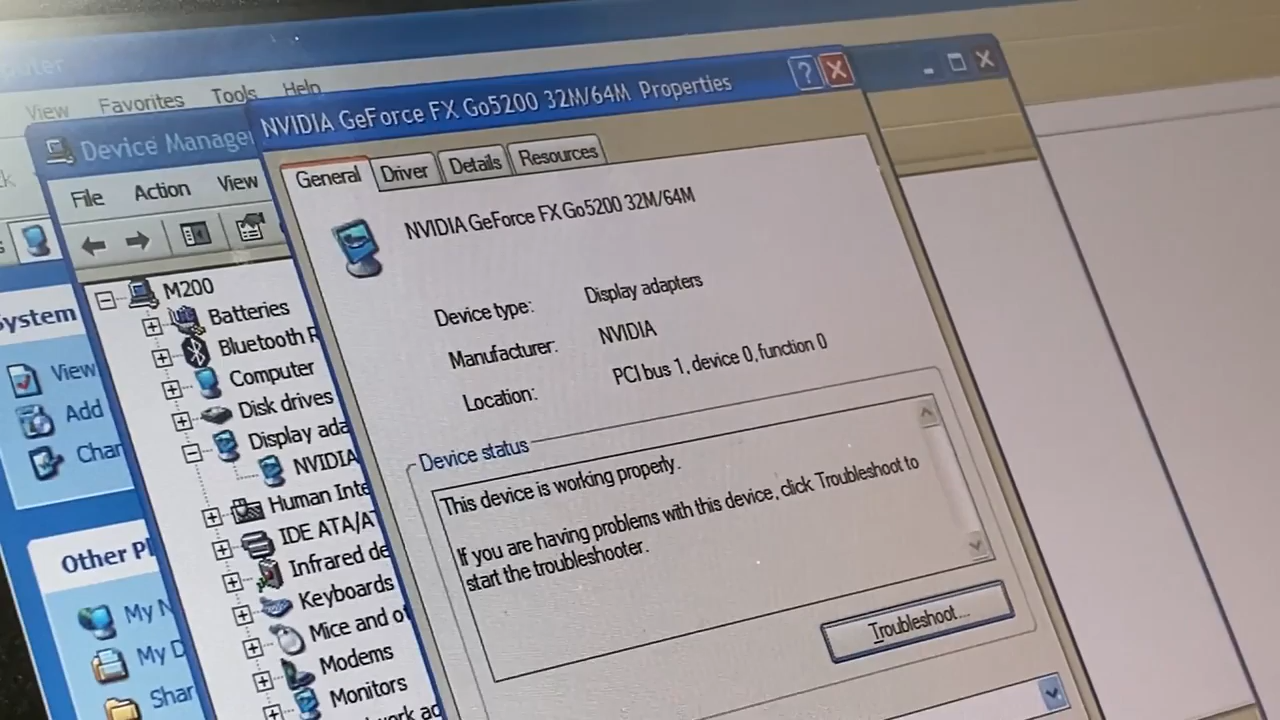 View Favorites Tools Help
NVIDIA GeForce FX Go5200 32M/64M Properties
Device Manage
File Action View
General Driver Details Resources
NVIDIA GeForce FX Go5200 32M/64M
Device type: Display adapters
Manufacturer: NVIDIA
Location: PCI bus 1, device 0, function 0
Device status
This device is working properly.
If you are having problems with this device, click Troubleshoot to
start the troubleshooter.
Troubleshoot...
M200
Batteries
Bluetooth R
Computer
Disk drives
Display ada
NVIDIA
Human Inte
IDE ATA/AT
Infrared de
Keyboards
Mice and ot
Modems
Monitors
System
View
Add
Chan
Other Pl
My N
My D
Shar